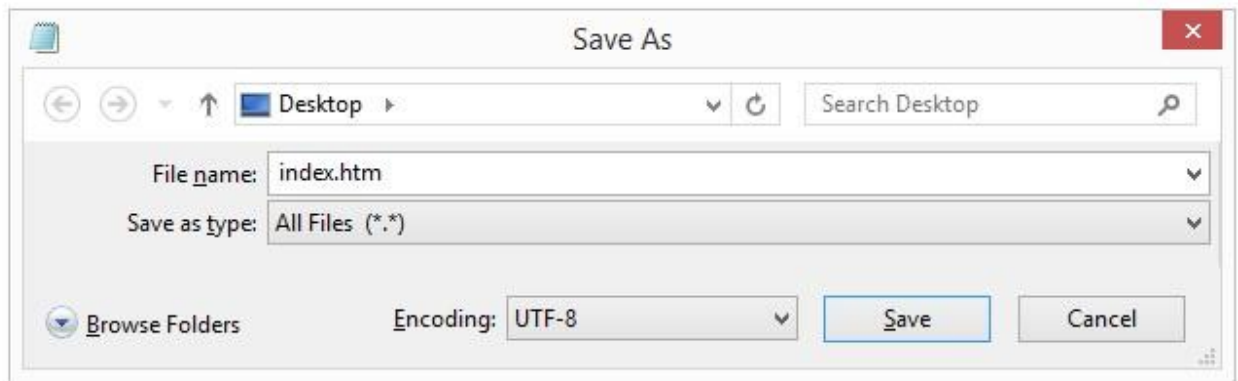 Save As
Desktop
Search Desktop
File name: index.htm
Save as type: All Files (*.*)
Browse Folders Encoding: UTF-8 Save Cancel